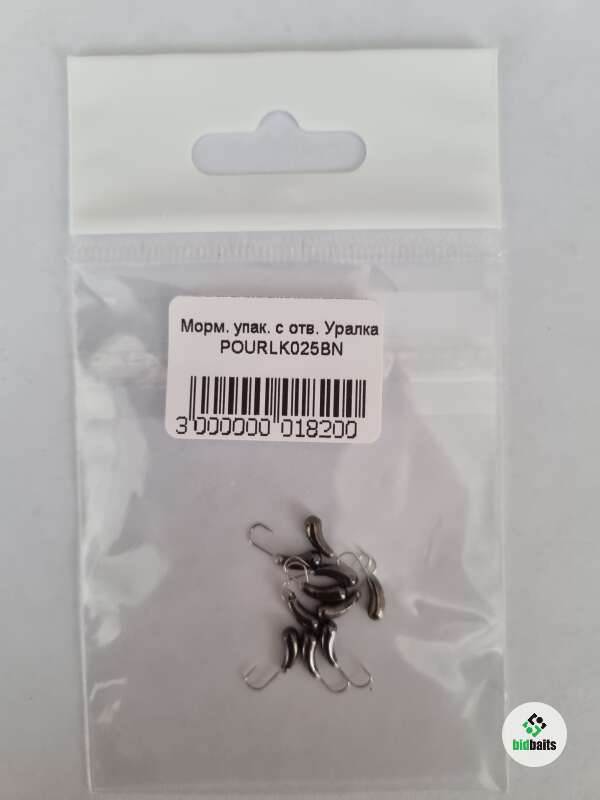 Морм. упак. с отв. Уралка
POURLK025BN
3 000000 018200
bidbaits